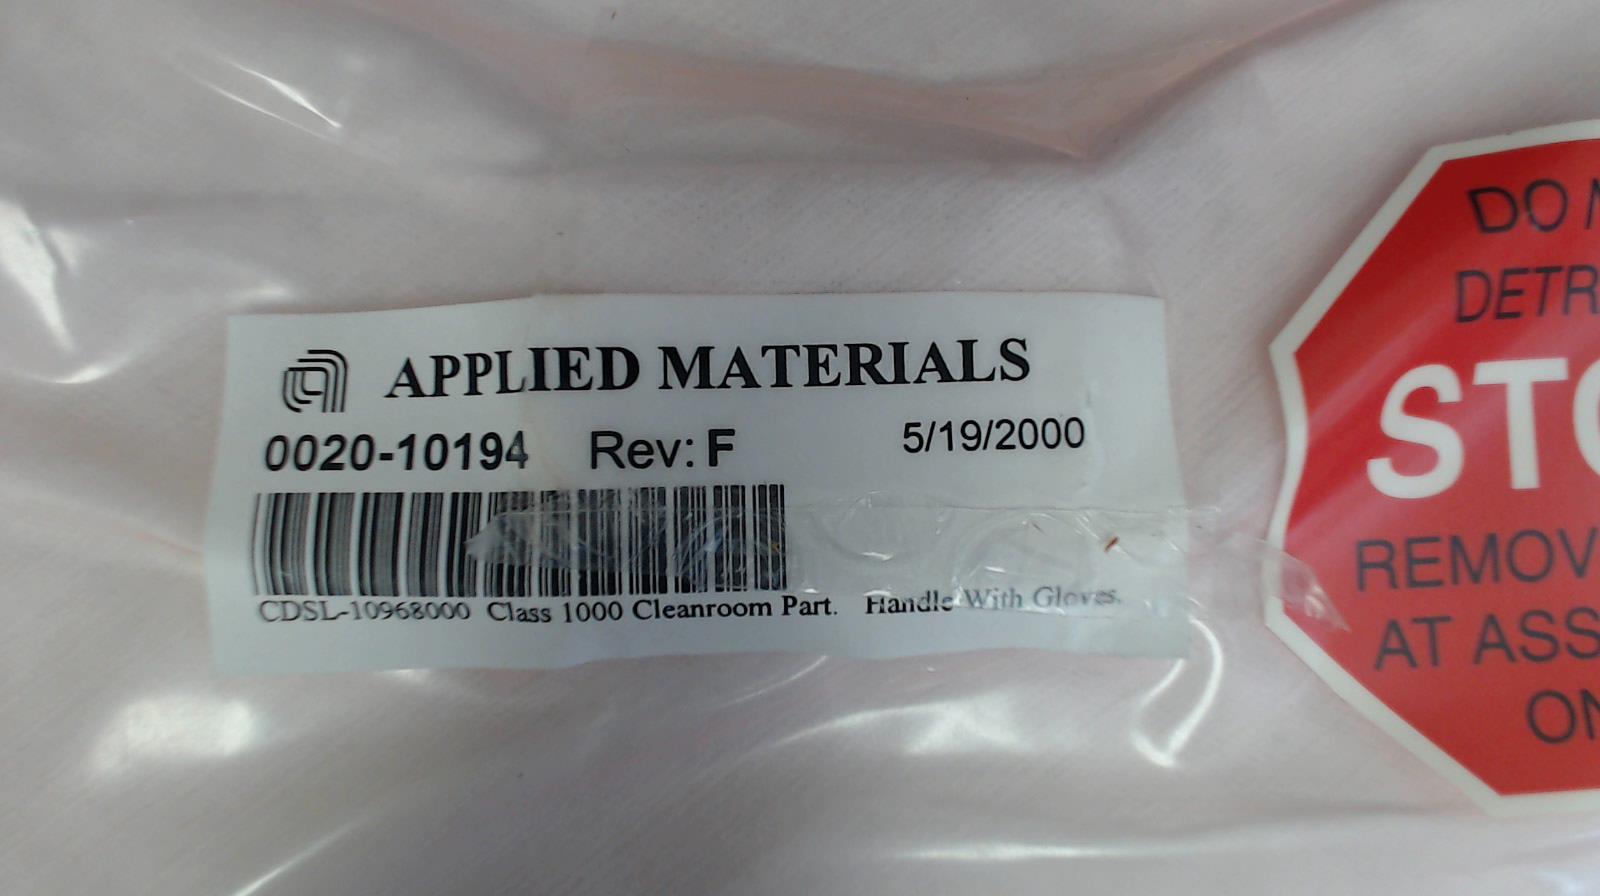 APPLIED MATERIALS
0020-10194 Rev: F 5/19/2000
CDSL-10968000 Class 1000 Cleanroom Part. Handle With Gloves.
DO
DETR
STO
REMOV
AT ASS
ON